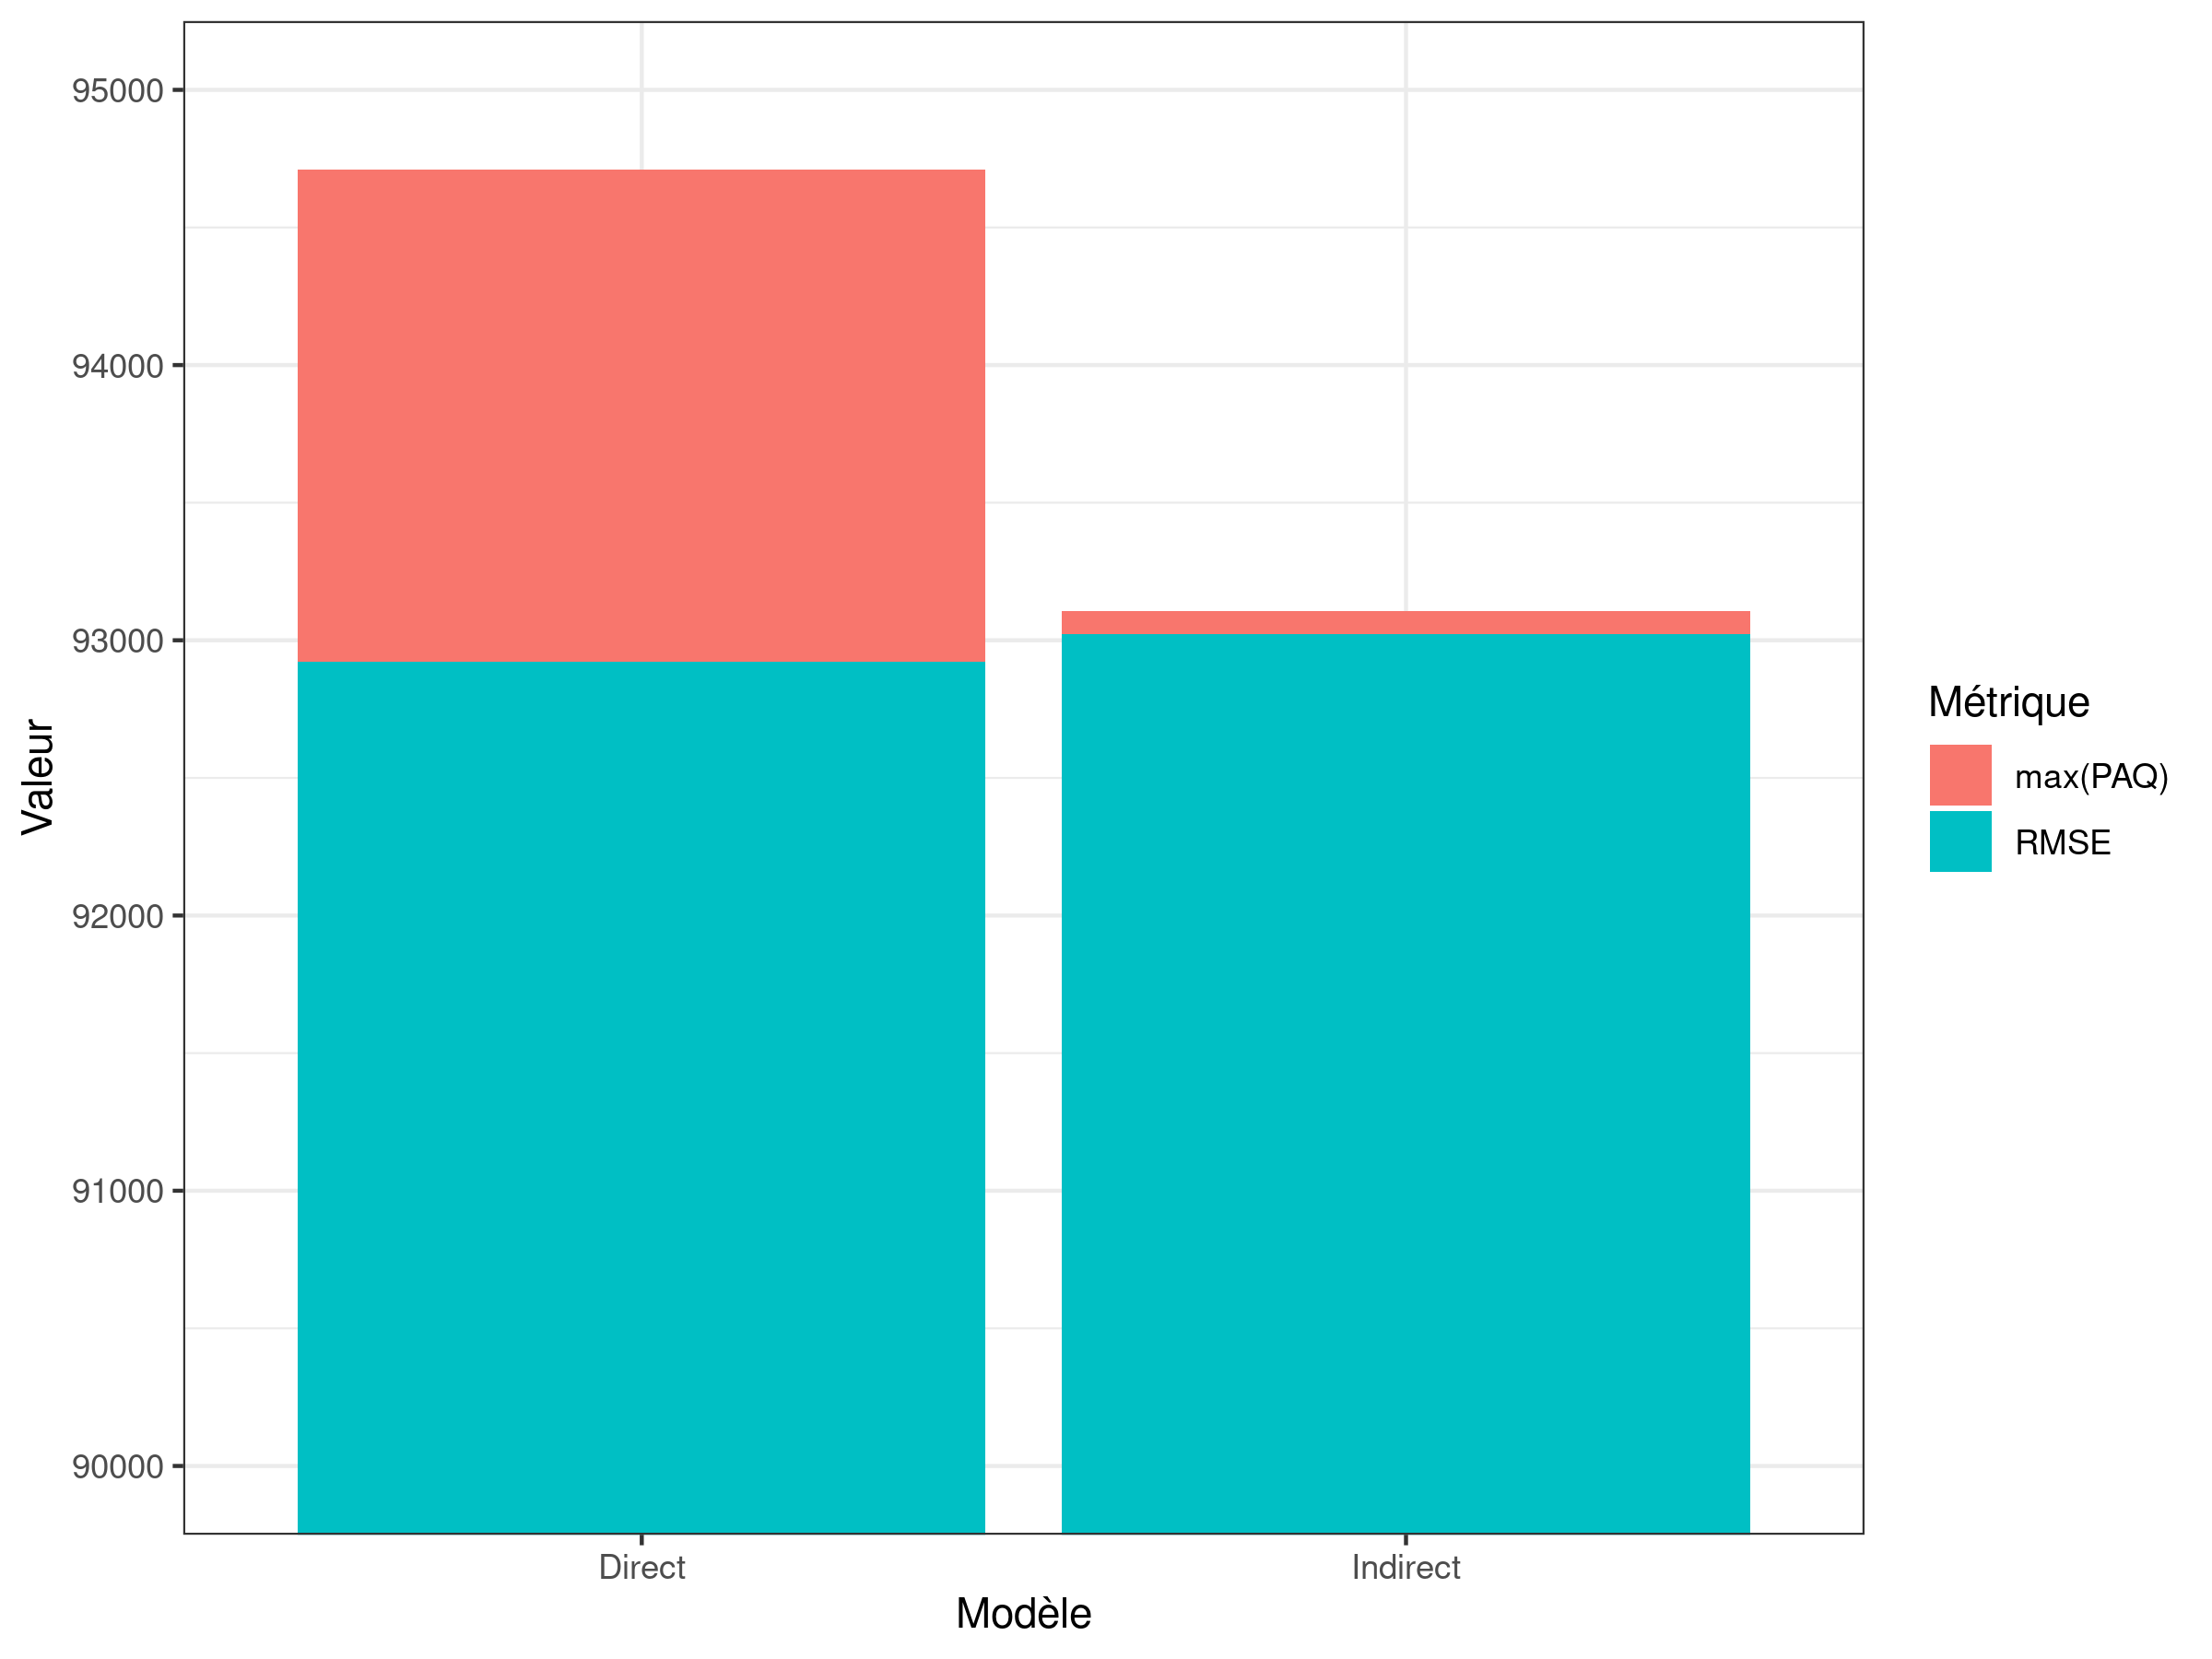 Valeur
95000
94000
93000
92000
91000
90000
Direct
Indirect
Modèle
Métrique
max(PAQ)
RMSE